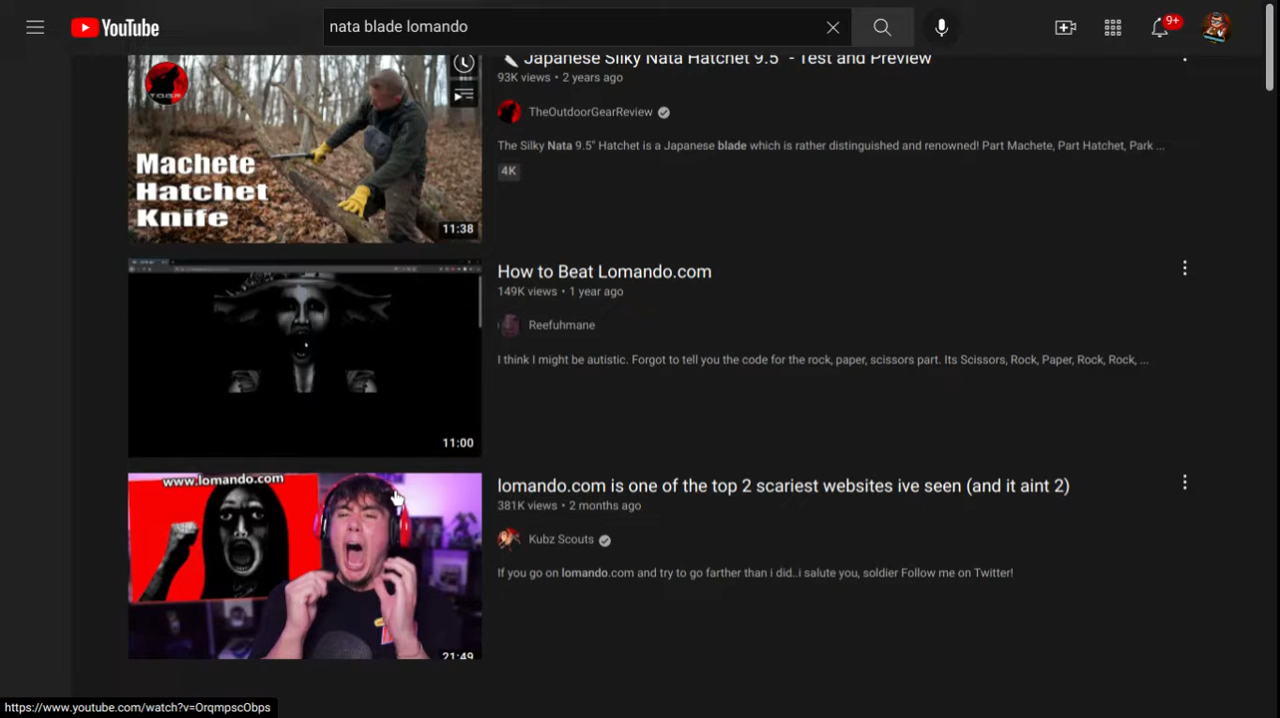 YouTube
nata blade lomando
9+
Japanese Silky Nata Hatchet 9.5" - Test and Preview
93K views • 2 years ago
TheOutdoorGearReview
The Silky Nata 9.5" Hatchet is a Japanese blade which is rather distinguished and renowned! Part Machete, Part Hatchet, Park ...
4K
Machete
Hatchet
Knife
11:38
How to Beat Lomando.com
149K views • 1 year ago
Reefuhmane
I think I might be autistic. Forgot to tell you the code for the rock, paper, scissors part. Its Scissors, Rock, Paper, Rock, Rock, ...
11:00
www.lomando.com
lomando.com is one of the top 2 scariest websites ive seen (and it aint 2)
381K views • 2 months ago
Kubz Scouts
If you go on lomando.com and try to go farther than i did..i salute you, soldier Follow me on Twitter!
21:49
https://www.youtube.com/watch?v=OrqmpscObps